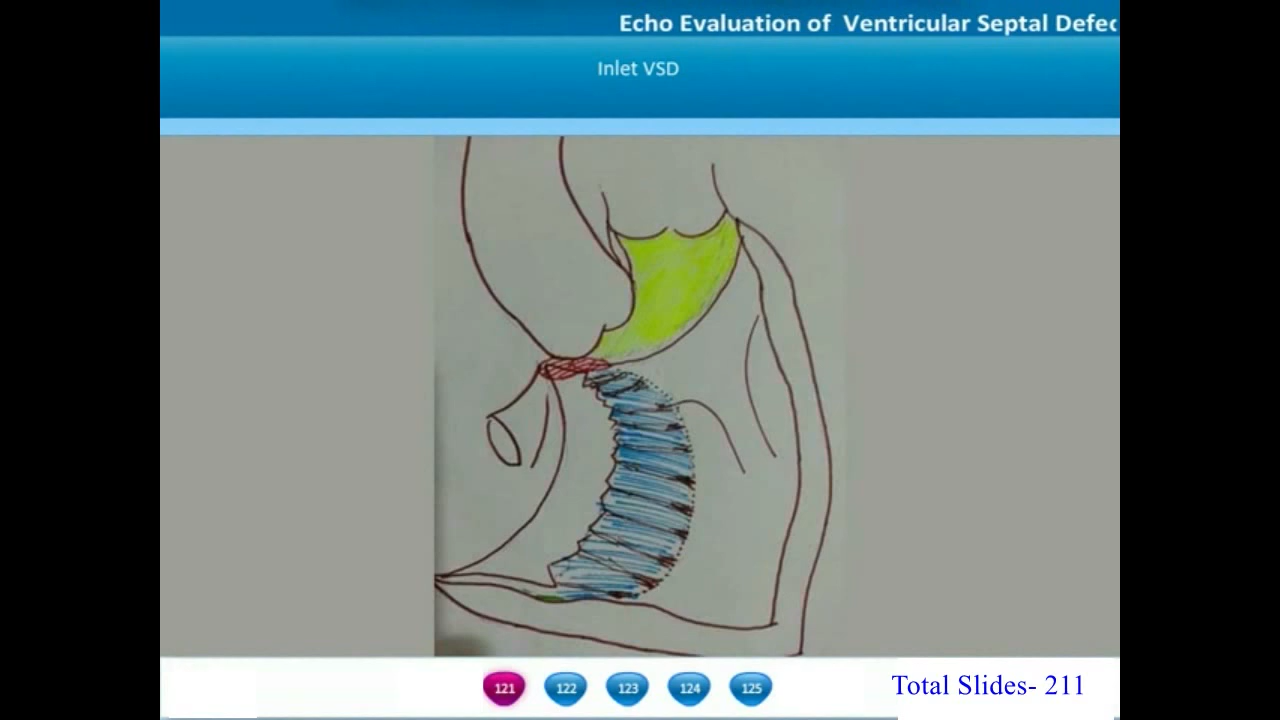 Echo Evaluation of Ventricular Septal Defec
Inlet VSD
121 122 123 124 125
Total Slides- 211